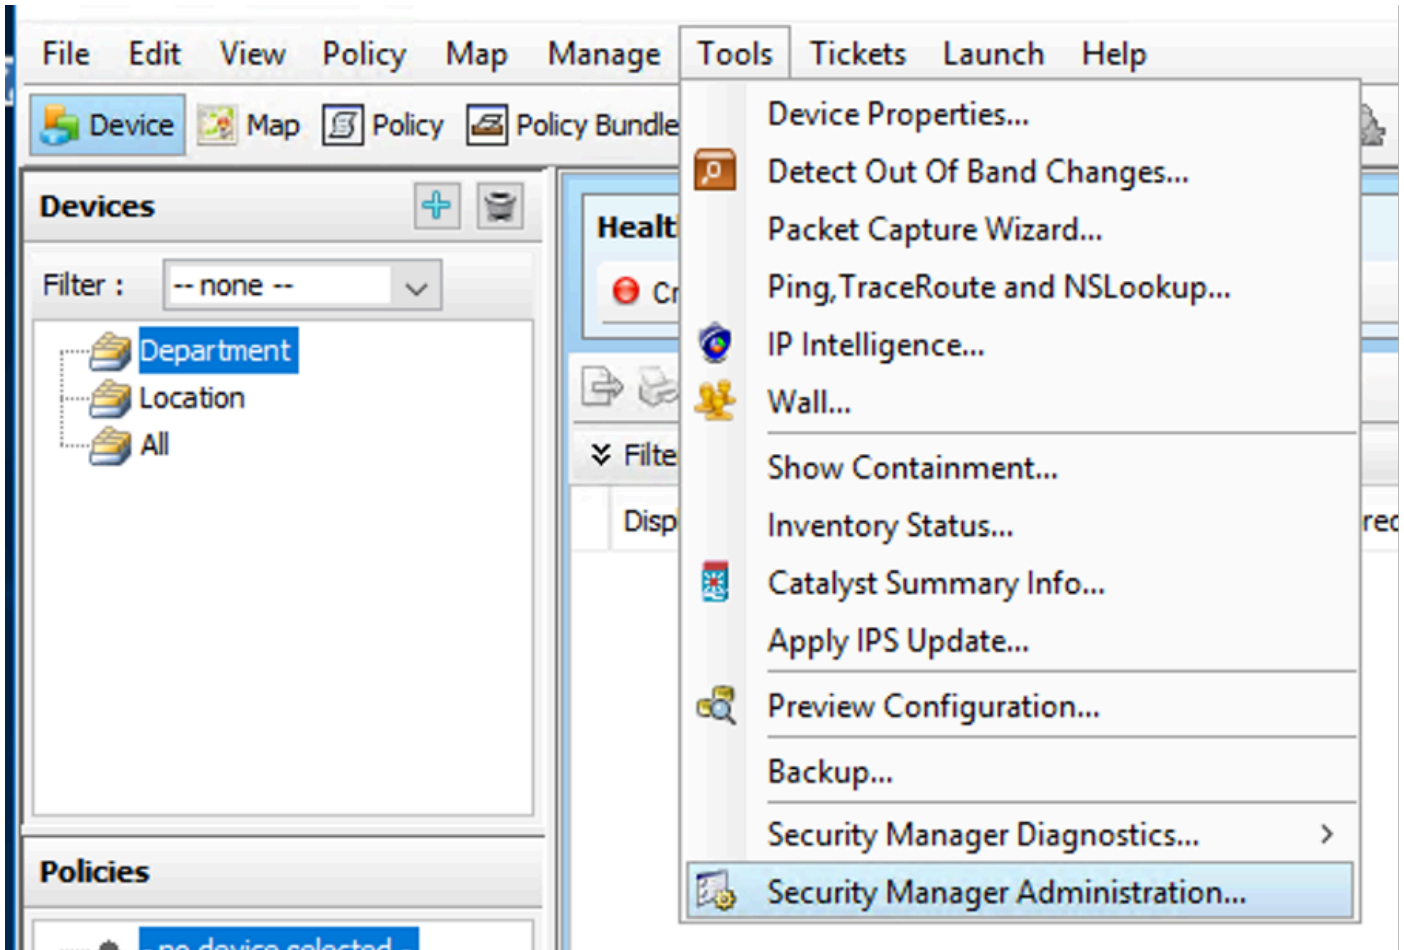 File Edit View Policy Map Manage Tools Tickets Launch Help
Device Map Policy Policy Bundle
Devices
Filter : -- none --
Department
Location
All
Policies
- no device selected -
Device Properties...
Detect Out Of Band Changes...
Packet Capture Wizard...
Ping,TraceRoute and NSLookup...
IP Intelligence...
Wall...
Show Containment...
Inventory Status...
Catalyst Summary Info...
Apply IPS Update...
Preview Configuration...
Backup...
Security Manager Diagnostics...
Security Manager Administration...